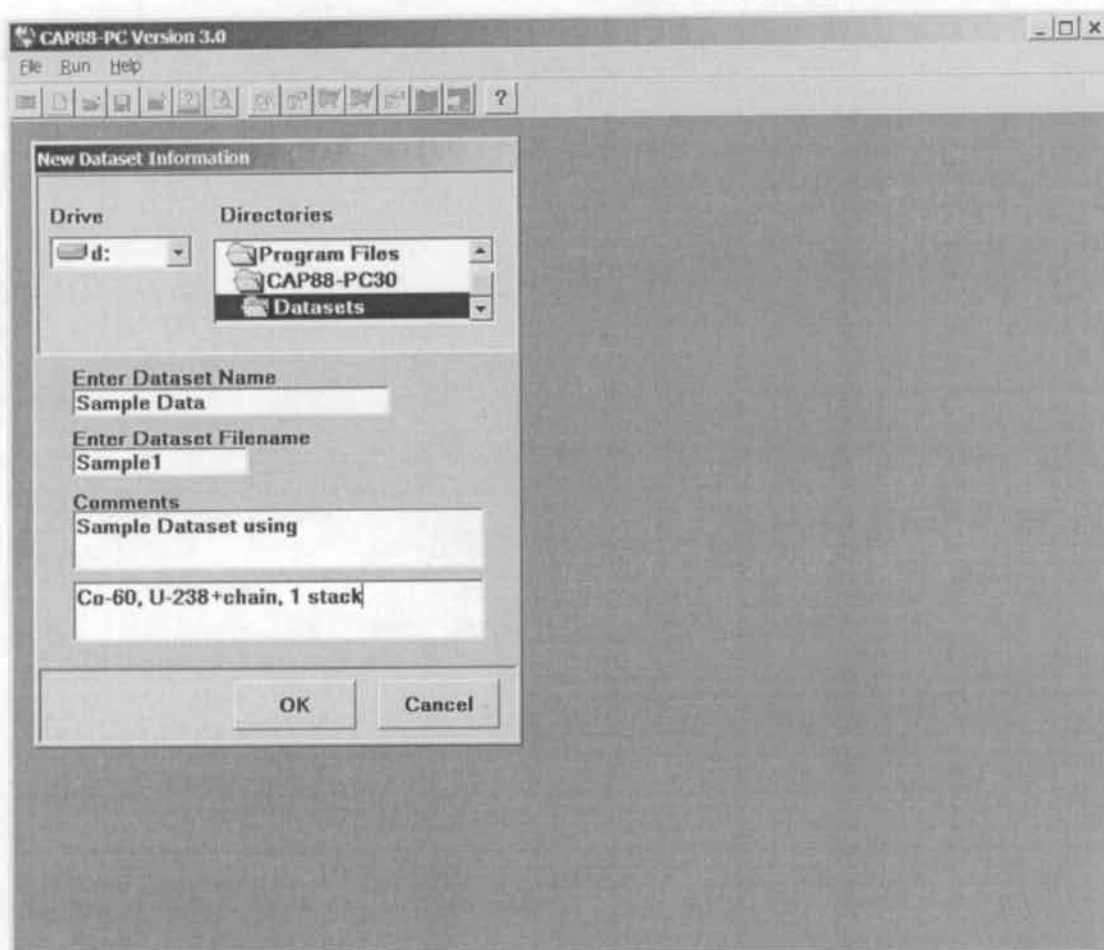 CAP88-PC Version 3.0
File Run Help
?
New Dataset Information
Drive Directories
d: Program Files
CAP88-PC30
Datasets
Enter Dataset Name
Sample Data
Enter Dataset Filename
Sample1
Comments
Sample Dataset using
Co-60, U-238+chain, 1 stack
OK Cancel